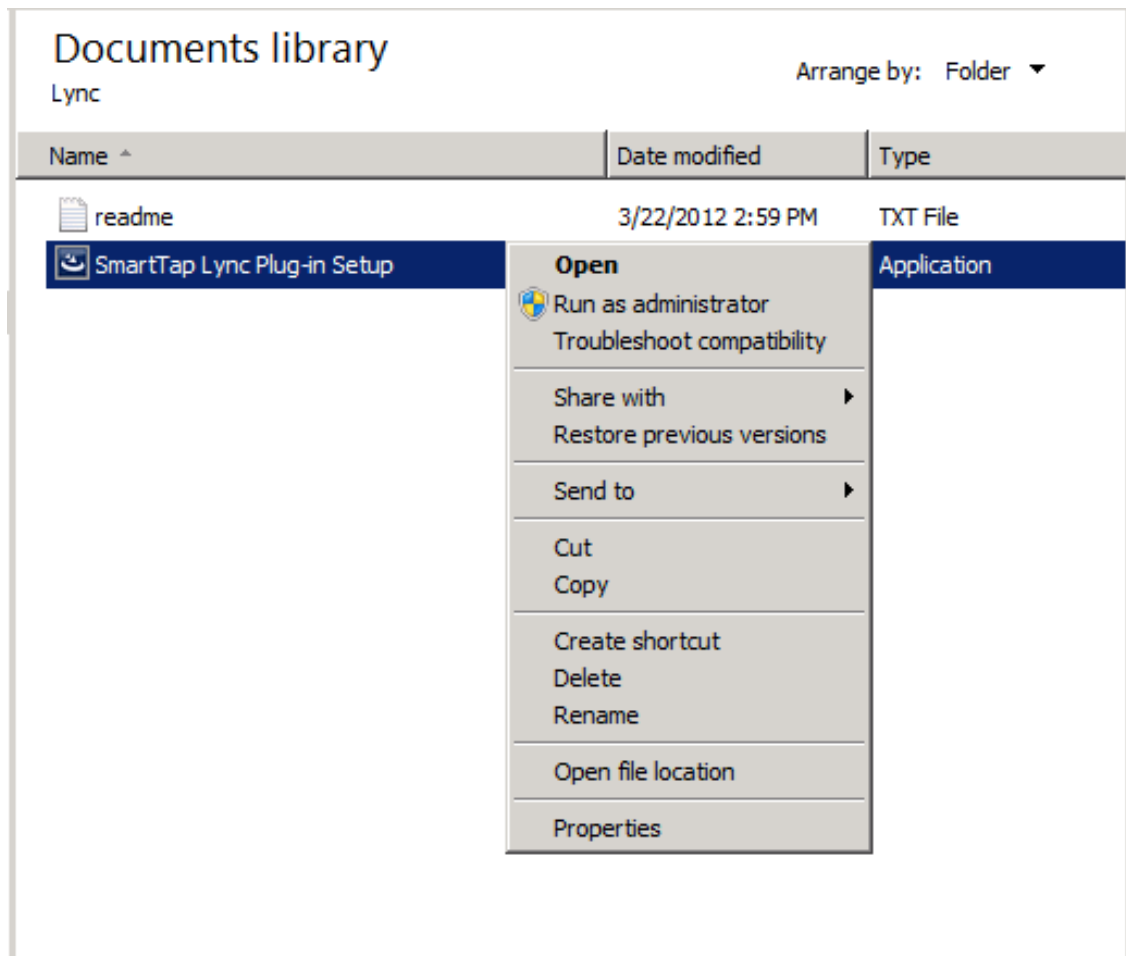 Documents library
Lync
Arrange by: Folder
Name Date modified Type
readme 3/22/2012 2:59 PM TXT File
SmartTap Lync Plug-in Setup Application
Open
Run as administrator
Troubleshoot compatibility
Share with
Restore previous versions
Send to
Cut
Copy
Create shortcut
Delete
Rename
Open file location
Properties